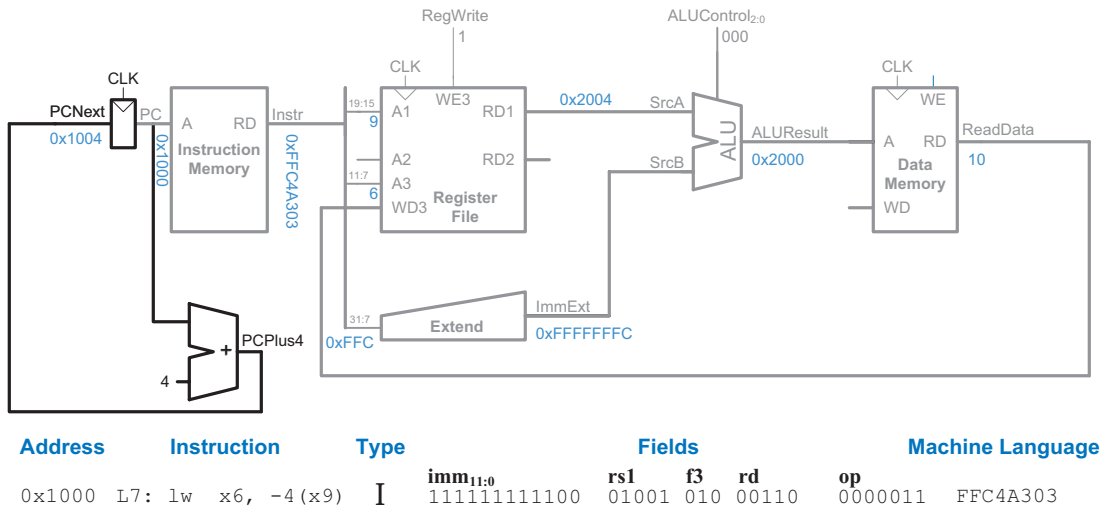 RegWrite
1
ALUControl2:0
000
CLK
CLK
CLK
PCNext
PC
0x1004
0x1000
A RD
Instruction
Memory
Instr
0xFFC4A303
19:15
9
A1
WE3
RD1
0x2004
SrcA
A2
RD2
11:7
6
A3
WD3
Register
File
SrcB
ALU
ALUResult
0x2000
WE
A RD
Data
Memory
WD
ReadData
10
31:7
0xFFC
Extend
ImmExt
0xFFFFFFFC
+
4
PCPlus4
Address Instruction Type Fields Machine Language
imm11:0 rs1 f3 rd op
0x1000 L7: lw x6, -4(x9) I 111111111100 01001 010 00110 0000011 FFC4A303